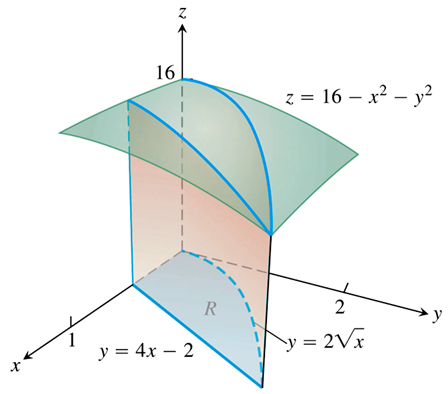 z
16
z = 16 − x² − y²
R
2
y
1
y = 4x − 2
y = 2√x
x